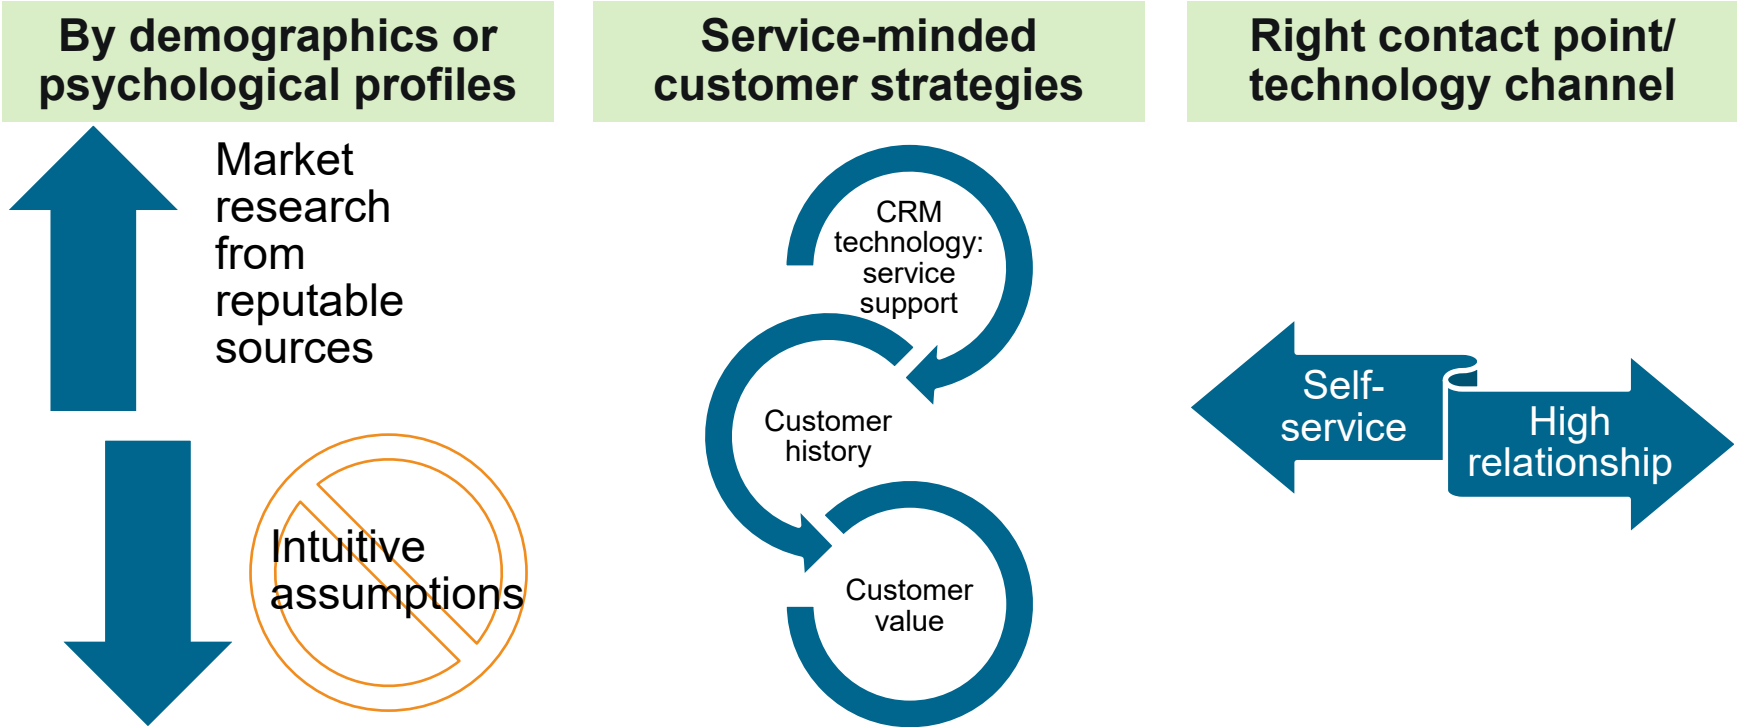 By demographics or
psychological profiles
Market
research
from
reputable
sources
Intuitive
assumptions
Service-minded
customer strategies
CRM
technology:
service
support
Customer
history
Customer
value
Right contact point/
technology channel
Self-
service
High
relationship